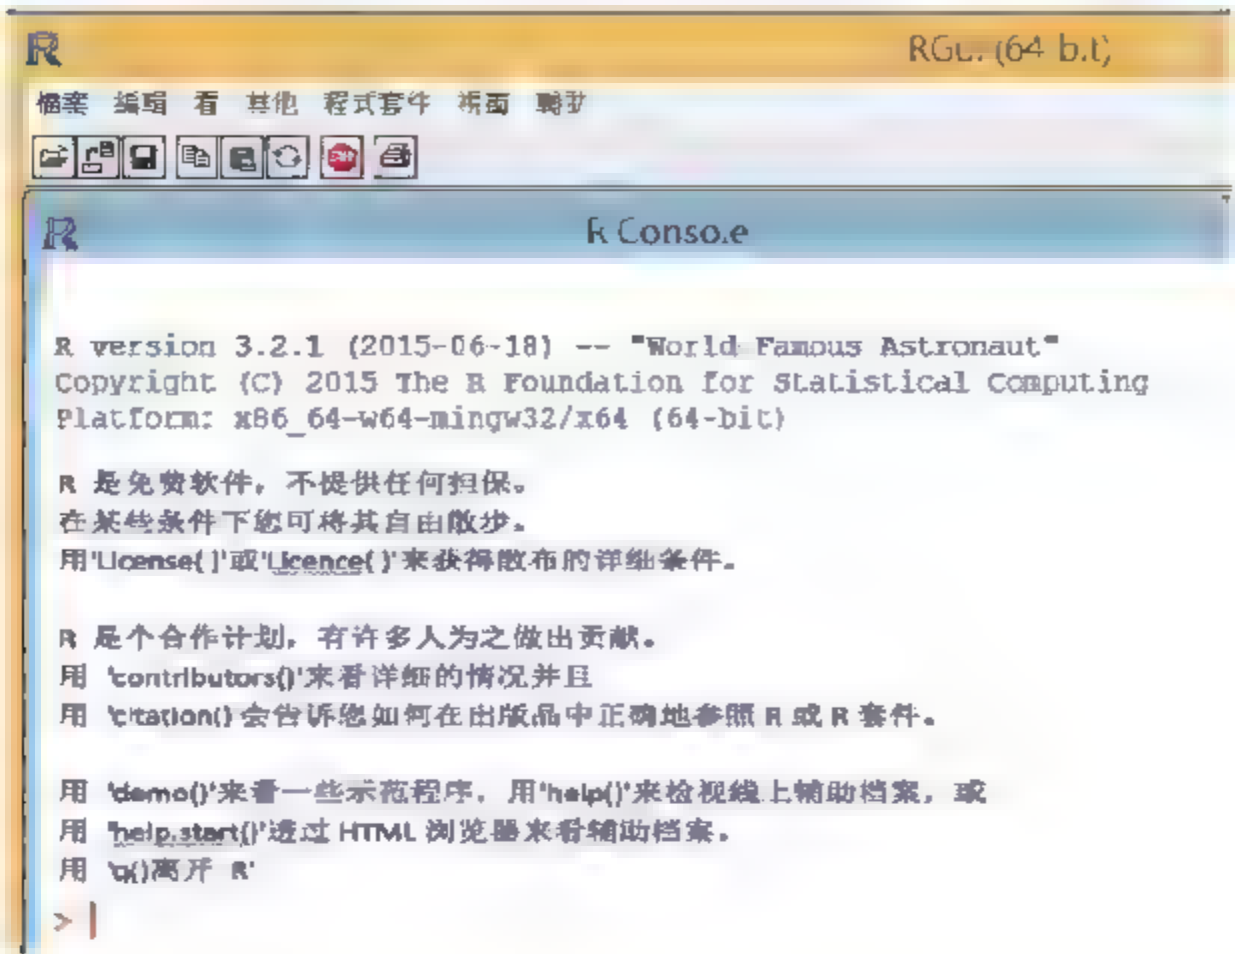 R RGui (64-bit)
檔案 編輯 看 其他 程式套件 視窗 輔助
STOP
R R Console
R version 3.2.1 (2015-06-18) -- "World-Famous Astronaut"
Copyright (C) 2015 The R Foundation for Statistical Computing
Platform: x86_64-w64-mingw32/x64 (64-bit)
R 是免费软件，不提供任何担保。
在某些条件下您可将其自由散步。
用'License()'或'Licence()'来获得散布的详细条件。
R 是个合作计划，有许多人为之做出贡献。
用 'contributors()'来看详细的情况并且
用 'citation()会告诉您如何在出版品中正确地参照 R 或 R 套件。
用 'demo()'来看一些示范程序，用'help()'来检视线上辅助档案，或
用 'help.start()'透过 HTML 浏览器来看辅助档案。
用 'q()离开 R'
>